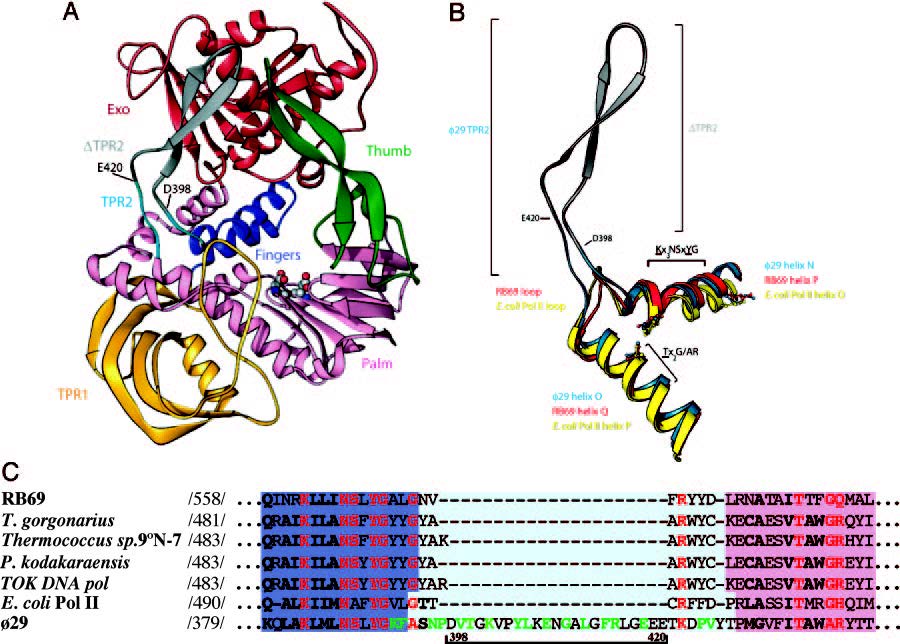 A
Exo
ΔTPR2
E420
D398
TPR2
Thumb
Fingers
Palm
TPR1
B
ϕ29 TPR2
ΔTPR2
E420
D398
Kx3NSxYG
ϕ29 helix N
RB69 helix P
E. coli Pol II helix O
RB69 loop
E. coli Pol II loop
Tx2G/AR
ϕ29 helix O
RB69 helix Q
E. coli Pol II helix P
C
RB69 /558/ ...QINRKLLINSLYGALGNV-----------------------FRYYD-LRNATAITTFGQMAL...
T. gorgonarius /481/ ...QRAIKILANSFYGYYGYA-----------------------ARWYC-KECAESVTAWGRQYI...
Thermococcus sp.9°N-7 /483/ ...QRAIKILANSFYGYYGYAK----------------------ARWYC-KECAESVTAWGREYI...
P. kodakaraensis /483/ ...QRAIKILANSYYGYYGYA-----------------------ARWYC-KECAESVTAWGREYI...
TOK DNA pol /483/ ...QRAIKILANSYYGYYGYAR----------------------ARWYC-KECAESVTAWGREYI...
E. coli Pol II /490/ ...Q-ALKIIMNAFYGVLGTT-----------------------CRFFD-PRLASSITMRGHQIM...
ø29 /379/ ...KQLAKLMLNSLYGKFASNPDVTGKVPYLKENGALGFRLGEEETKDPVYTPMGVFITAWARYTT...
398 420